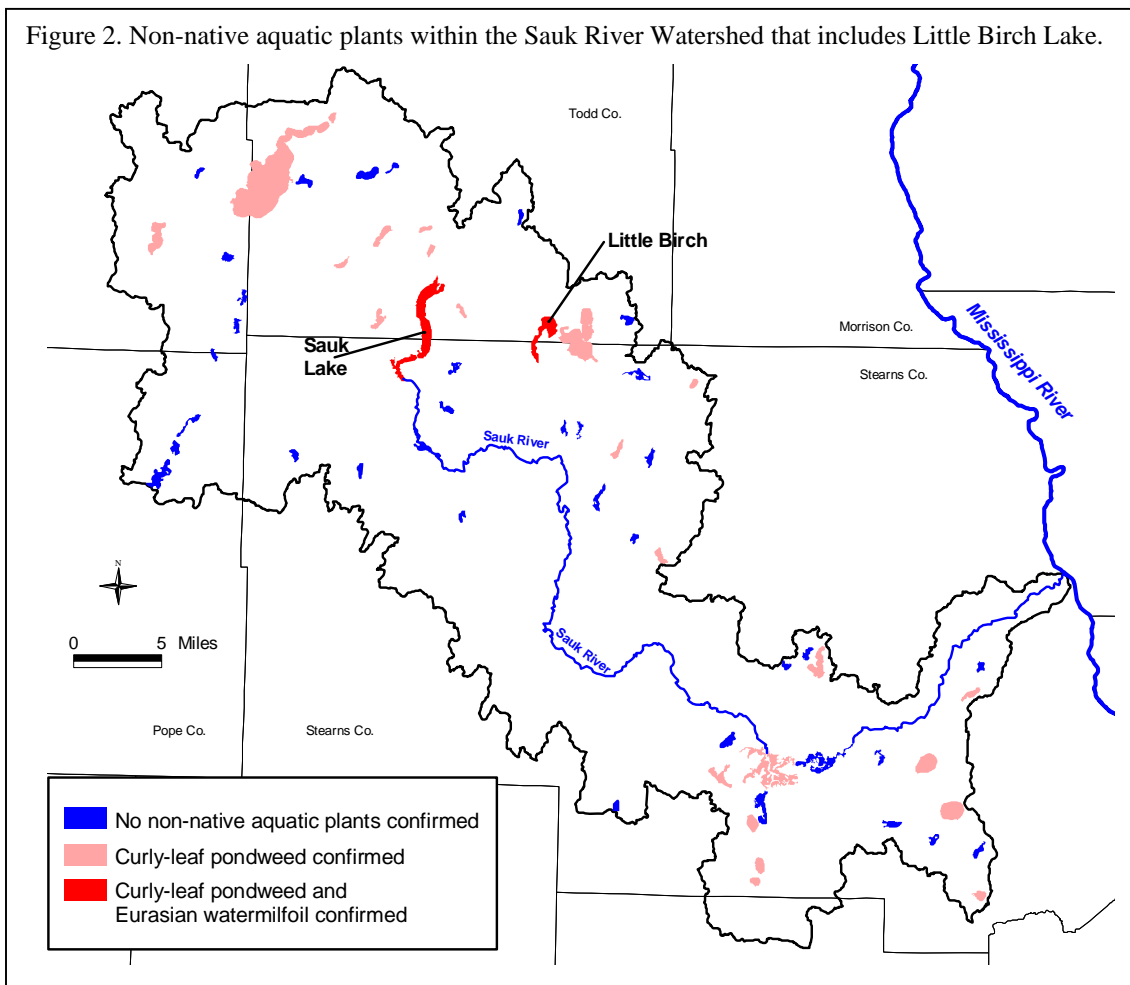 Figure 2. Non-native aquatic plants within the Sauk River Watershed that includes Little Birch Lake.
Todd Co.
Little Birch
Mississippi River
Morrison Co.
Sauk
Lake
Stearns Co.
Sauk River
N
0 5 Miles
Sauk River
Pope Co.
Stearns Co.
No non-native aquatic plants confirmed
Curly-leaf pondweed confirmed
Curly-leaf pondweed and
Eurasian watermilfoil confirmed